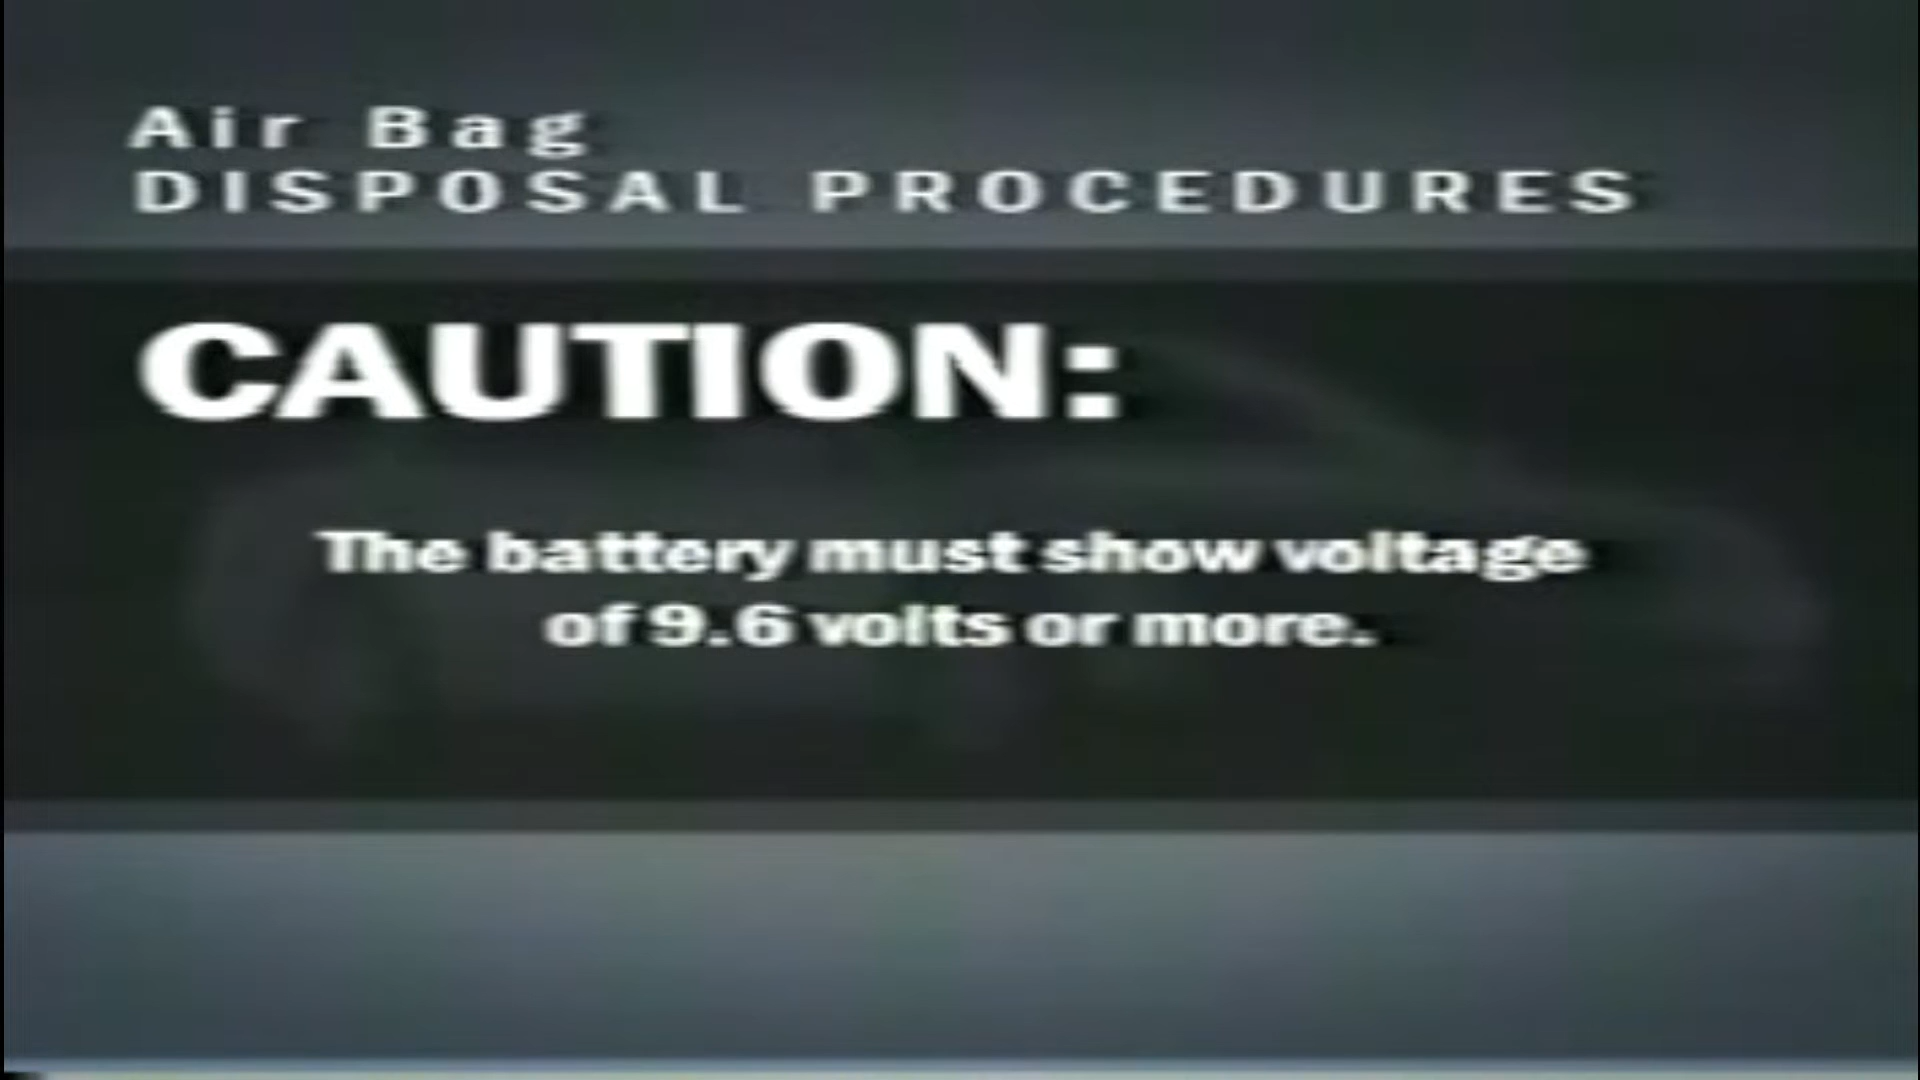 Air Bag
DISPOSAL PROCEDURES
CAUTION:
The battery must show voltage
of 9.6 volts or more.